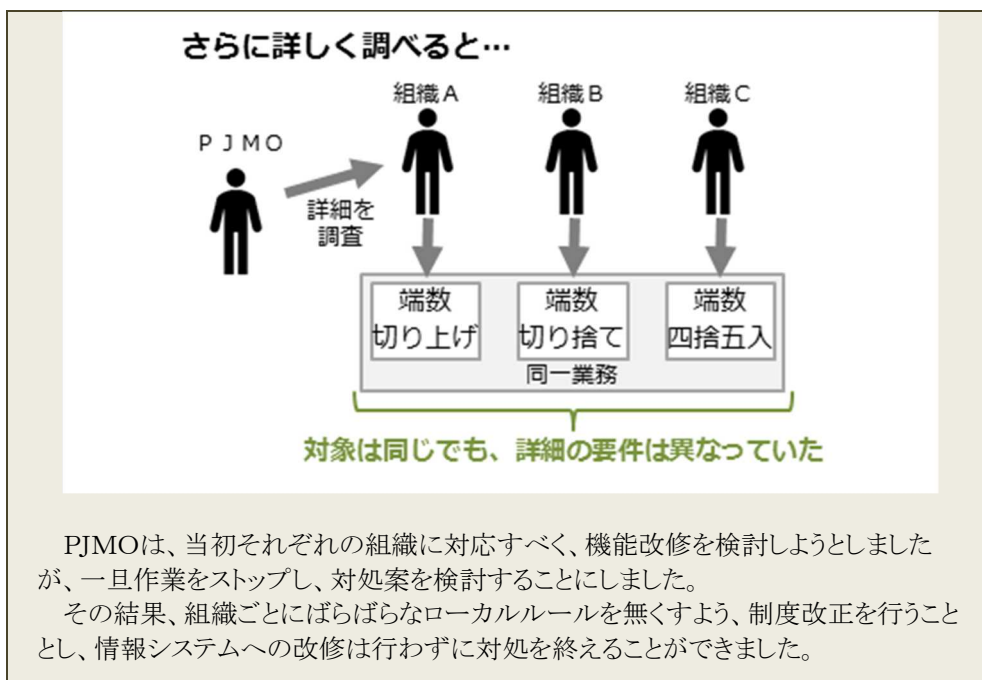 さらに詳しく調べると…
組織A 組織B 組織C
PJMO
詳細を
調査
端数 端数 端数
切り上げ 切り捨て 四捨五入
同一業務
対象は同じでも、詳細の要件は異なっていた
PJMOは、当初それぞれの組織に対応すべく、機能改修を検討しようとしました
が、一旦作業をストップし、対処案を検討することにしました。
その結果、組織ごとにばらばらなローカルルールを無くすよう、制度改正を行うこと
とし、情報システムへの改修は行わずに対処を終えることができました。